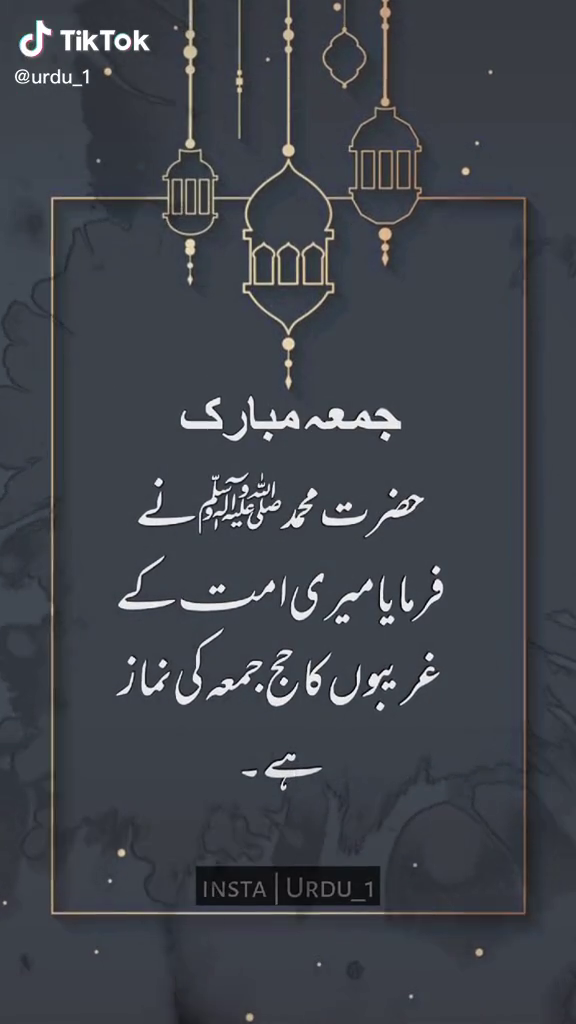 TikTok
@urdu_1
جمعہ مبارک
حضرت محمد ﷺ نے
فرمایا میری امت کے
غریبوں کا حج جمعہ کی نماز
ہے۔
INSTA | URDU_1